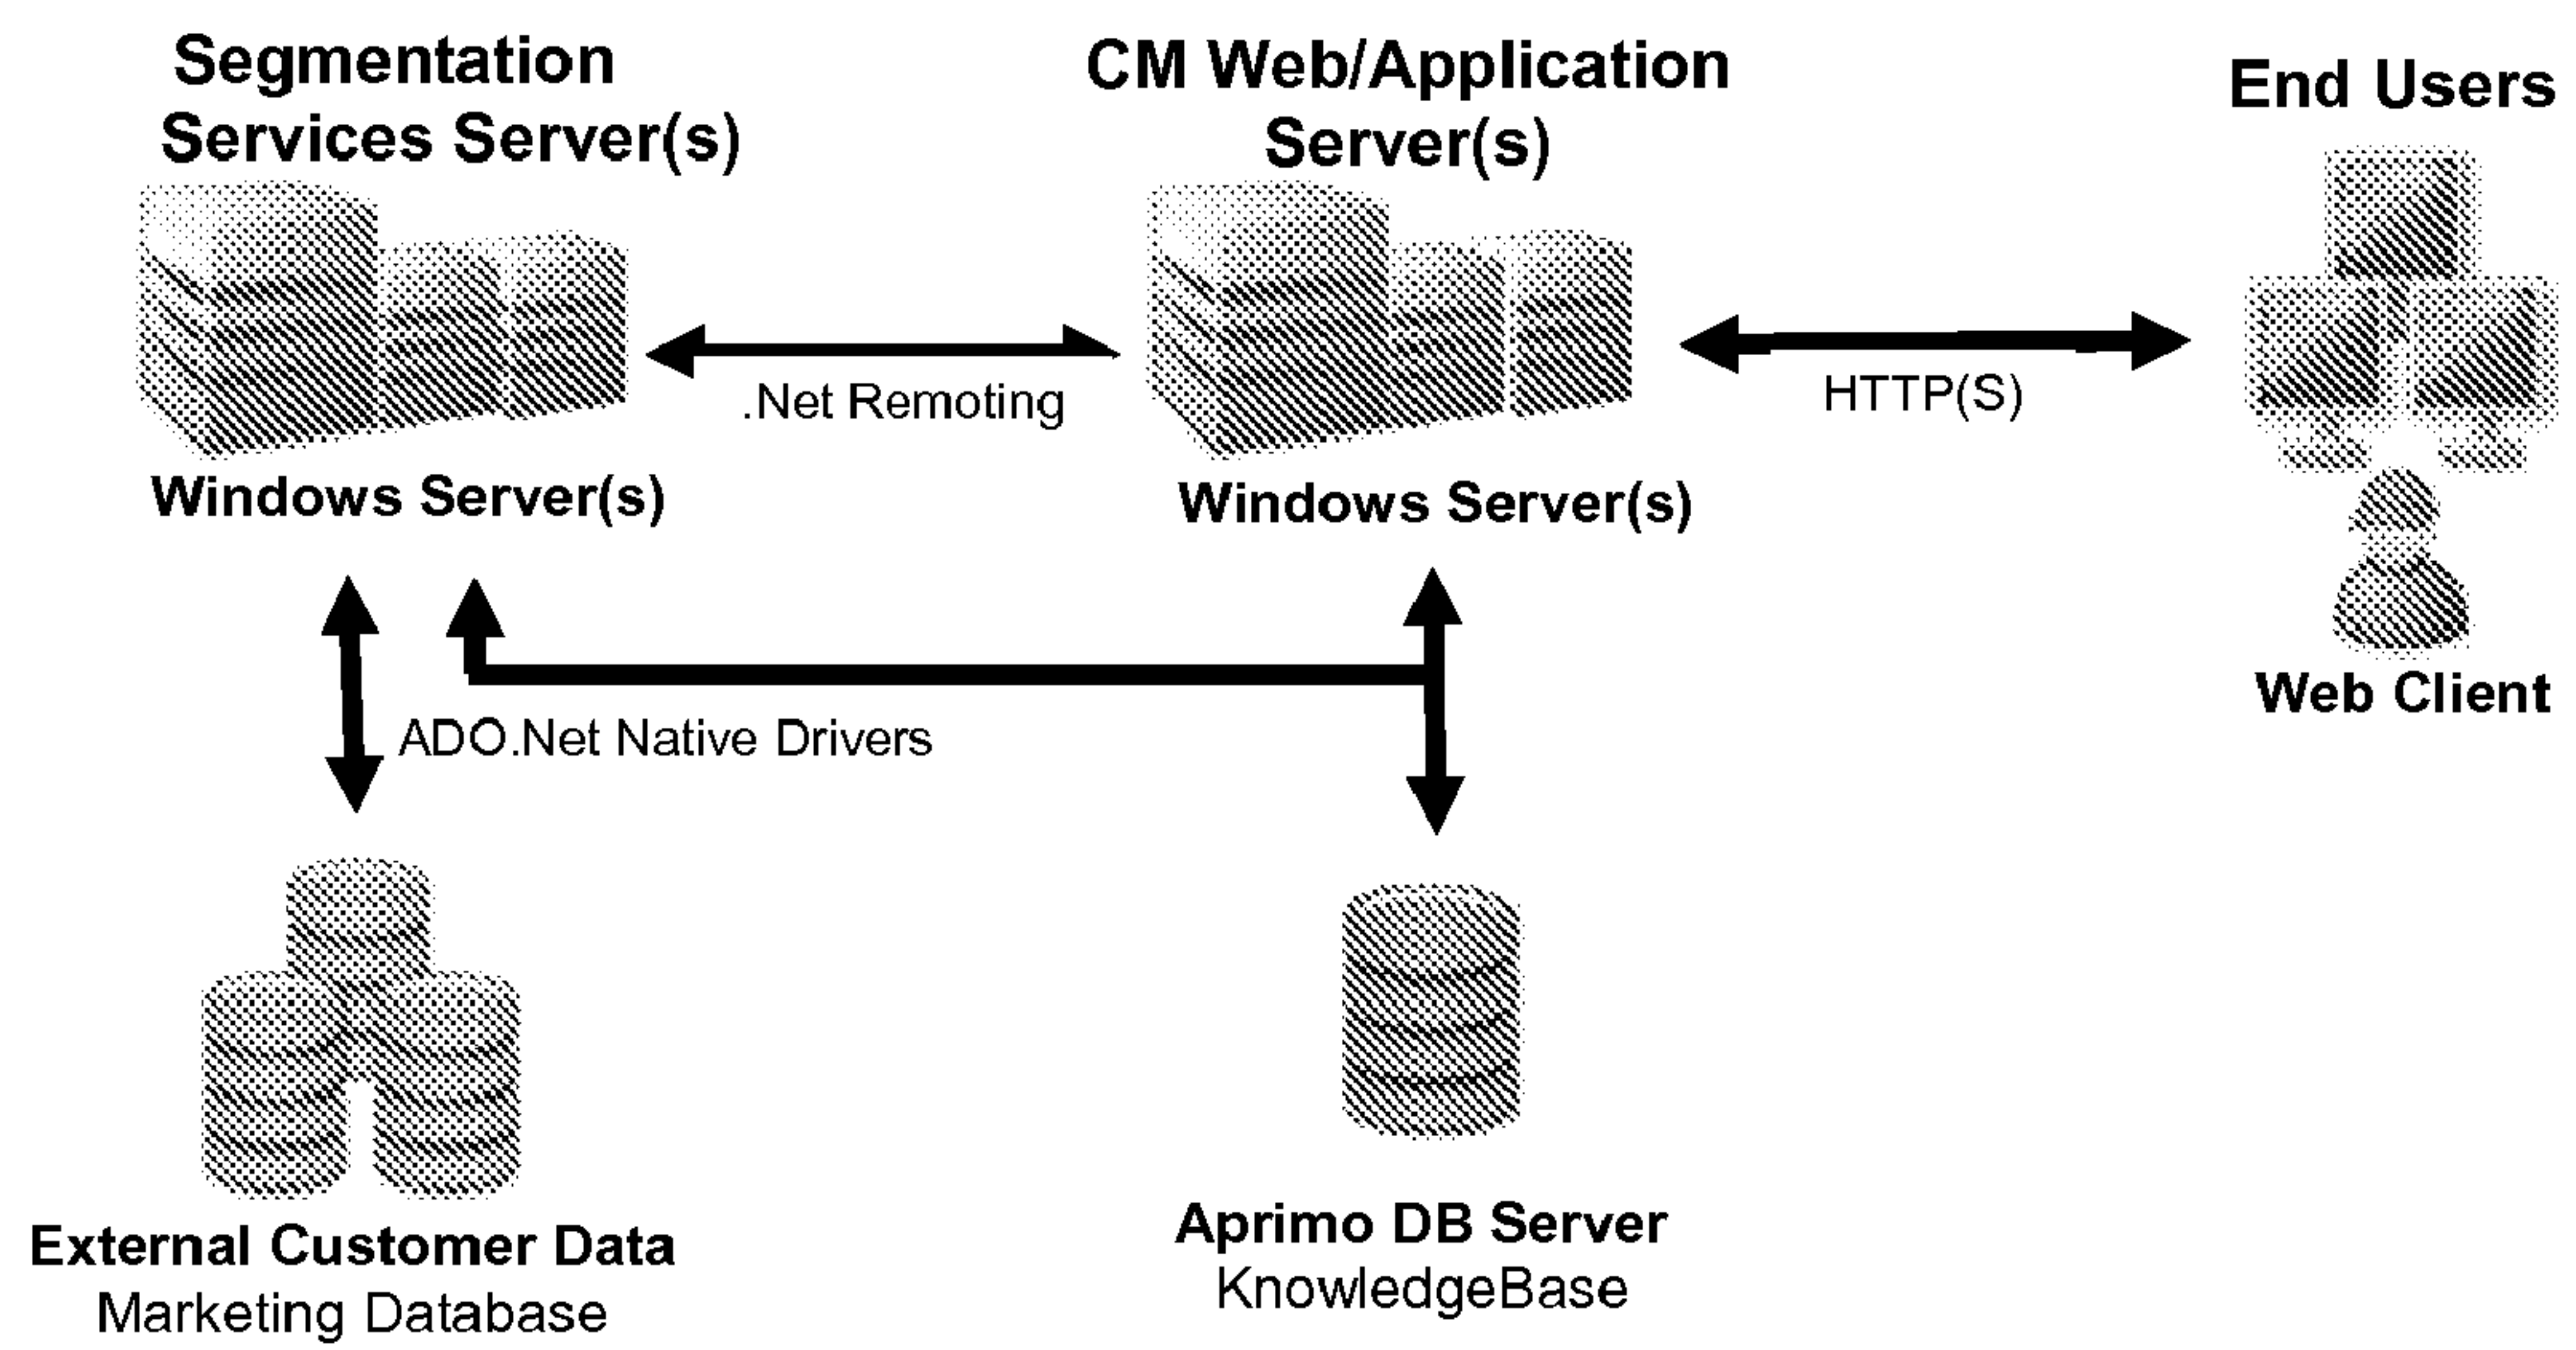 Segmentation
Services Server(s)
CM Web/Application
Server(s)
End Users
.Net Remoting
HTTP(S)
Windows Server(s)
Windows Server(s)
Web Client
ADO.Net Native Drivers
External Customer Data
Marketing Database
Aprimo DB Server
KnowledgeBase